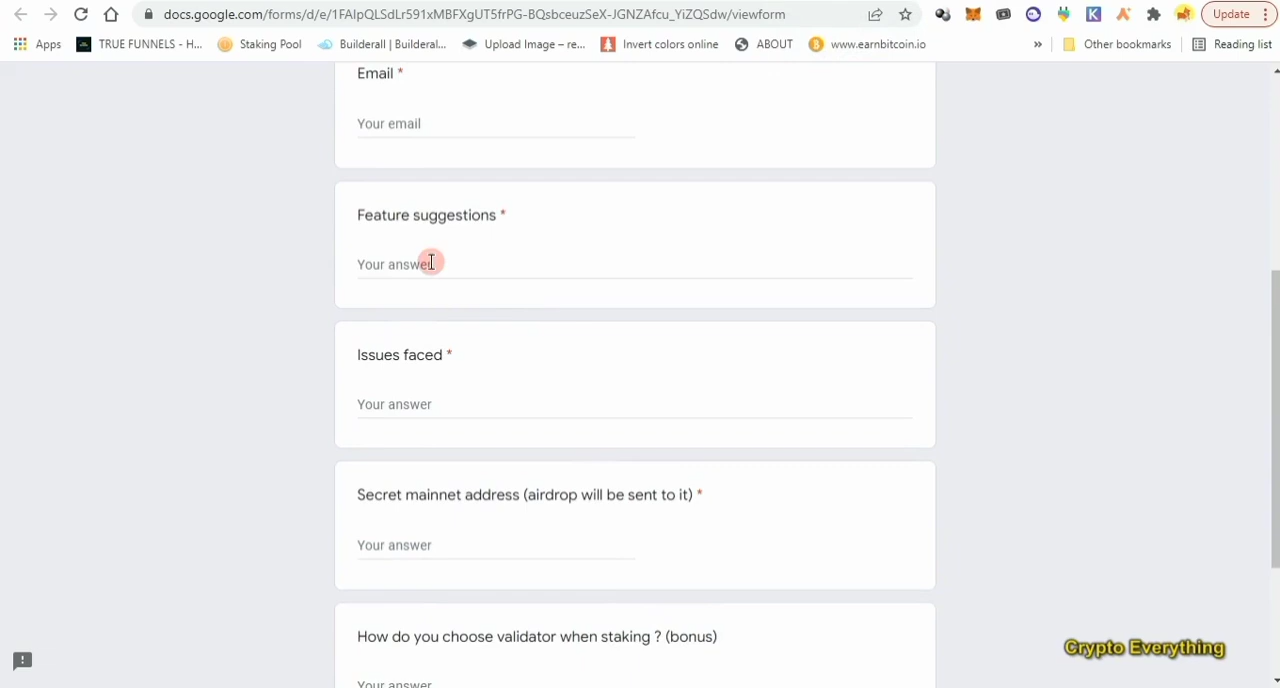 docs.google.com/forms/d/e/1FAIpQLSdLr591xMBFXgUT5frPG-BQsbceuzSeX-JGNZAfcu_YiZQSdw/viewform
Update
Apps
TRUE FUNNELS - H...
Staking Pool
Builderall | Builderal...
Upload Image – re...
Invert colors online
ABOUT
www.earnbitcoin.io
»
Other bookmarks
Reading list
Email *
Your email
Feature suggestions *
Your answer
Issues faced *
Your answer
Secret mainnet address (airdrop will be sent to it) *
Your answer
How do you choose validator when staking ? (bonus)
Your answer
Crypto Everything